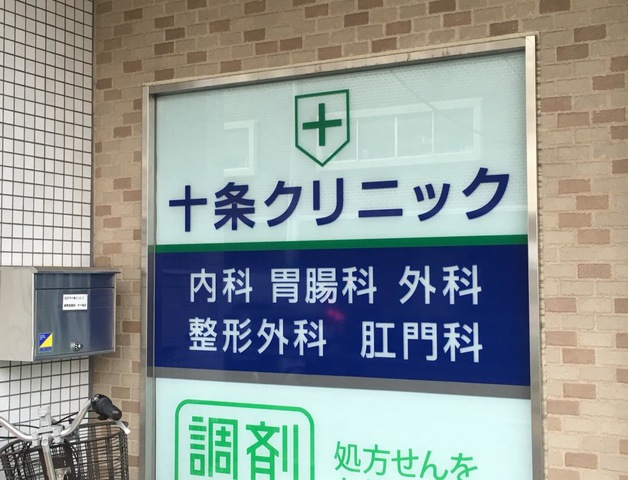 十条クリニック
内科 胃腸科 外科
整形外科 肛門科
調剤
処方せんを